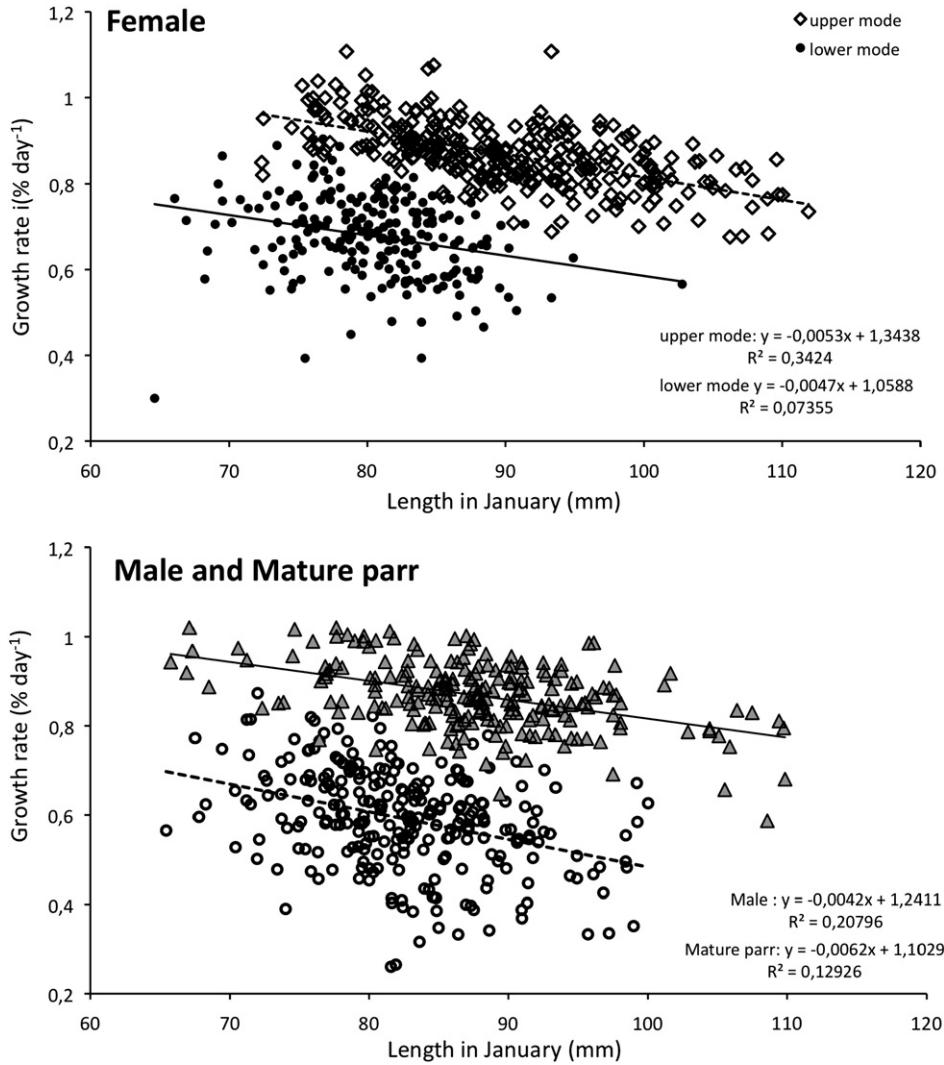 Female
upper mode
lower mode
1,2
1
0,8
0,6
0,4
0,2
Growth rate i(% day-1)
upper mode: y = -0,0053x + 1,3438
R² = 0,3424
lower mode y = -0,0047x + 1,0588
R² = 0,07355
60 70 80 90 100 110 120
Length in January (mm)
Male and Mature parr
1,2
1
0,8
0,6
0,4
0,2
Growth rate (% day-1)
Male : y = -0,0042x + 1,2411
R² = 0,20796
Mature parr: y = -0,0062x + 1,1029
R² = 0,12926
60 70 80 90 100 110 120
Length in January (mm)